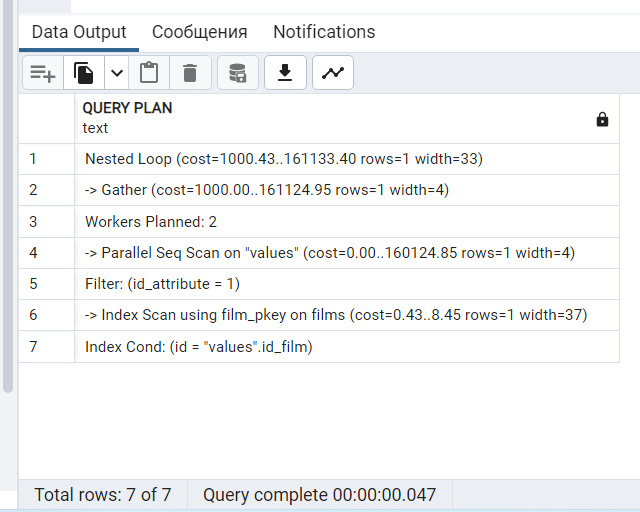 Data Output Сообщения Notifications
QUERY PLAN
text
1 Nested Loop (cost=1000.43..161133.40 rows=1 width=33)
2 -> Gather (cost=1000.00..161124.95 rows=1 width=4)
3 Workers Planned: 2
4 -> Parallel Seq Scan on "values" (cost=0.00..160124.85 rows=1 width=4)
5 Filter: (id_attribute = 1)
6 -> Index Scan using film_pkey on films (cost=0.43..8.45 rows=1 width=37)
7 Index Cond: (id = "values".id_film)
Total rows: 7 of 7 Query complete 00:00:00.047